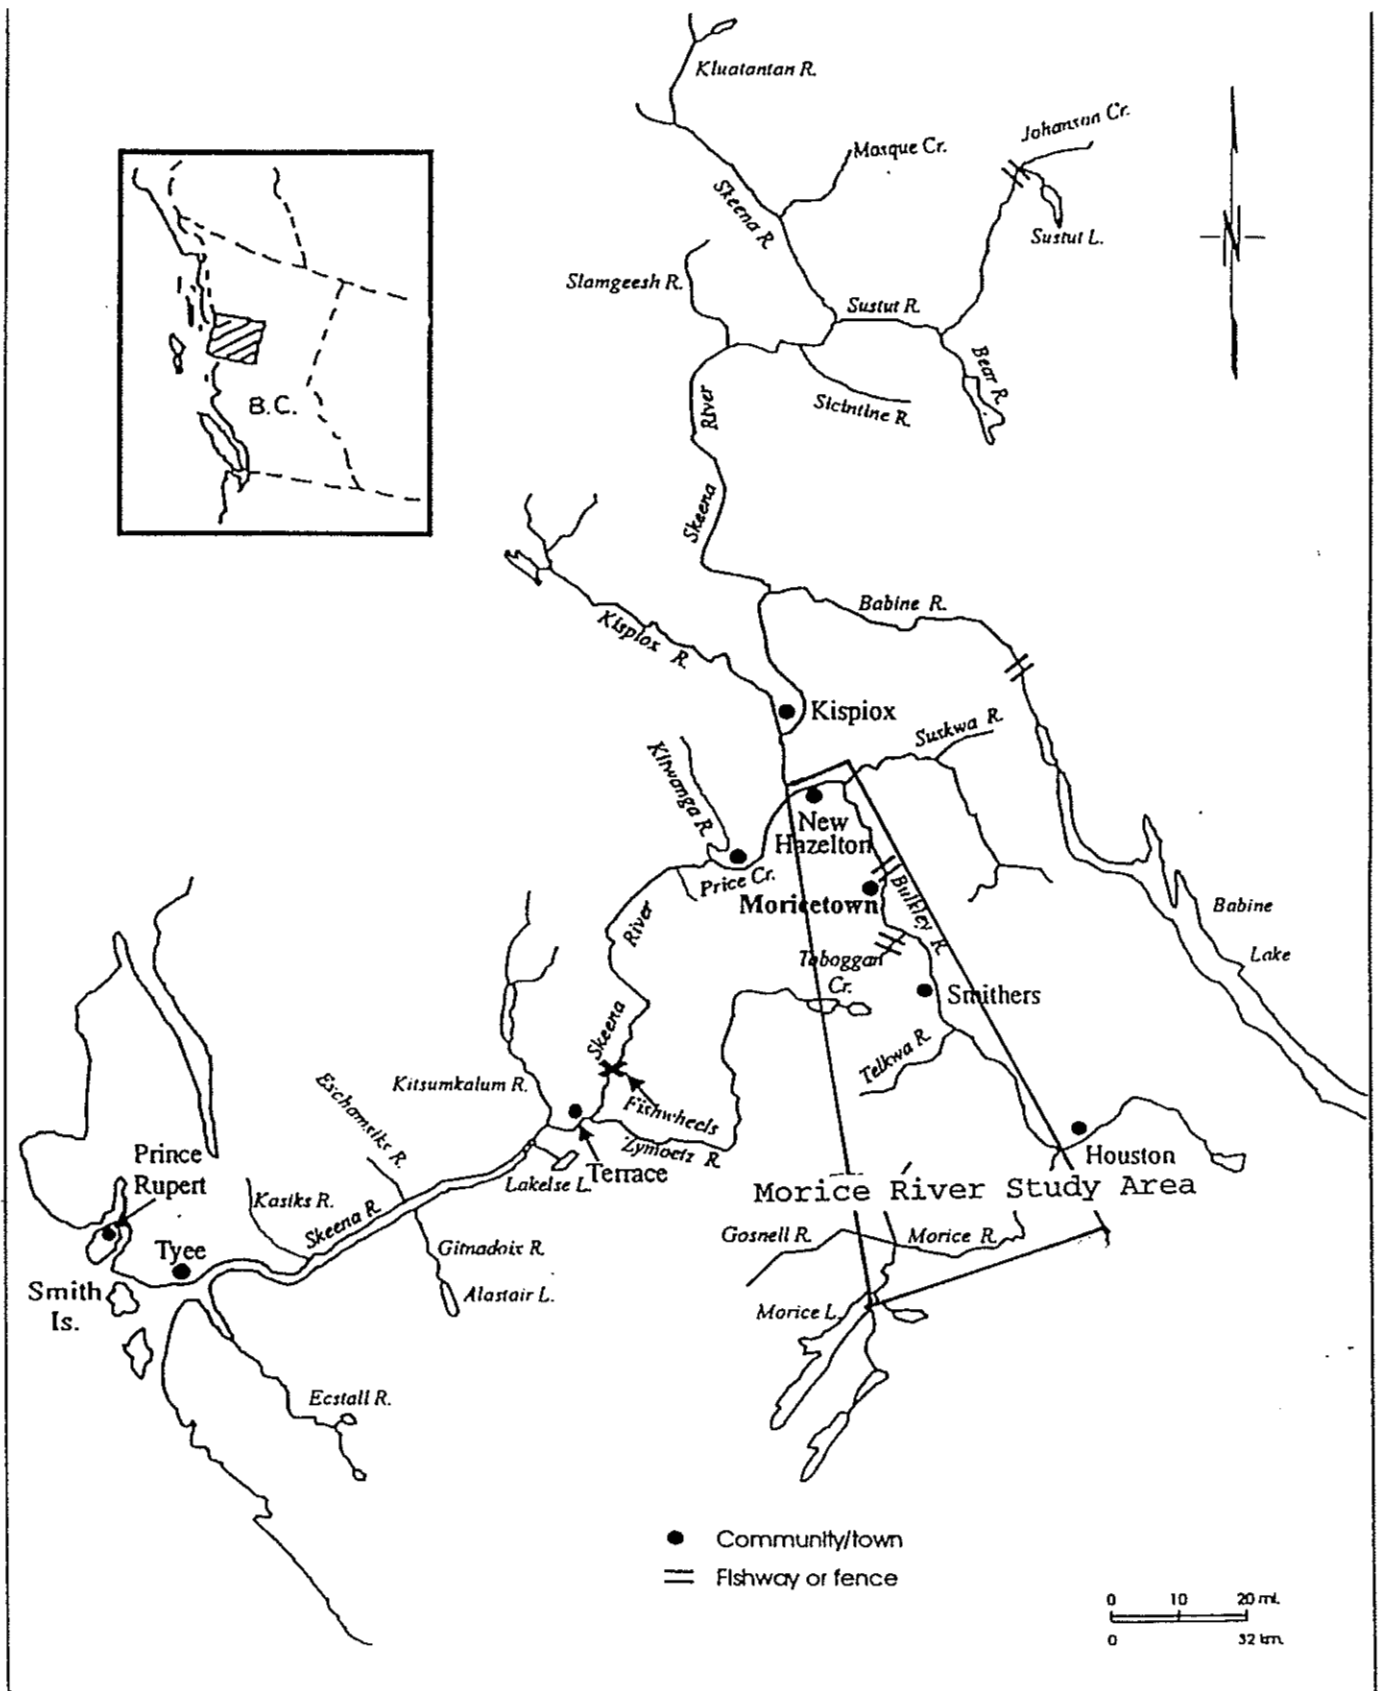 Kluatantan R.
Johanson Cr.
Mosque Cr.
Skeena R.
Sustut L.
N
Slamgeesh R.
Sustut R.
Bear R.
Sicintine R.
River
Skeena
B.C.
Babine R.
Kispiox R.
Kispiox
Suskwa R.
Kitwanga R.
New
Hazelton
Price Cr.
Moricetown
Bulkley R.
River
Babine
Lake
Toboggan
Cr.
Smithers
Skeena
Telkwa R.
Kitsumkalum R.
Exchamsiks R.
Fishwheels
Zymoetz R.
Houston
Prince
Rupert
Terrace
Lakelse L.
Morice River Study Area
Kasiks R.
Skeena R.
Gosnell R.
Morice R.
Gitnadoix R.
Tyee
Smith
Is.
Alastair L.
Morice L.
Ecstall R.
Community/town
Fishway or fence
0 10 20 mi.
0 32 km.